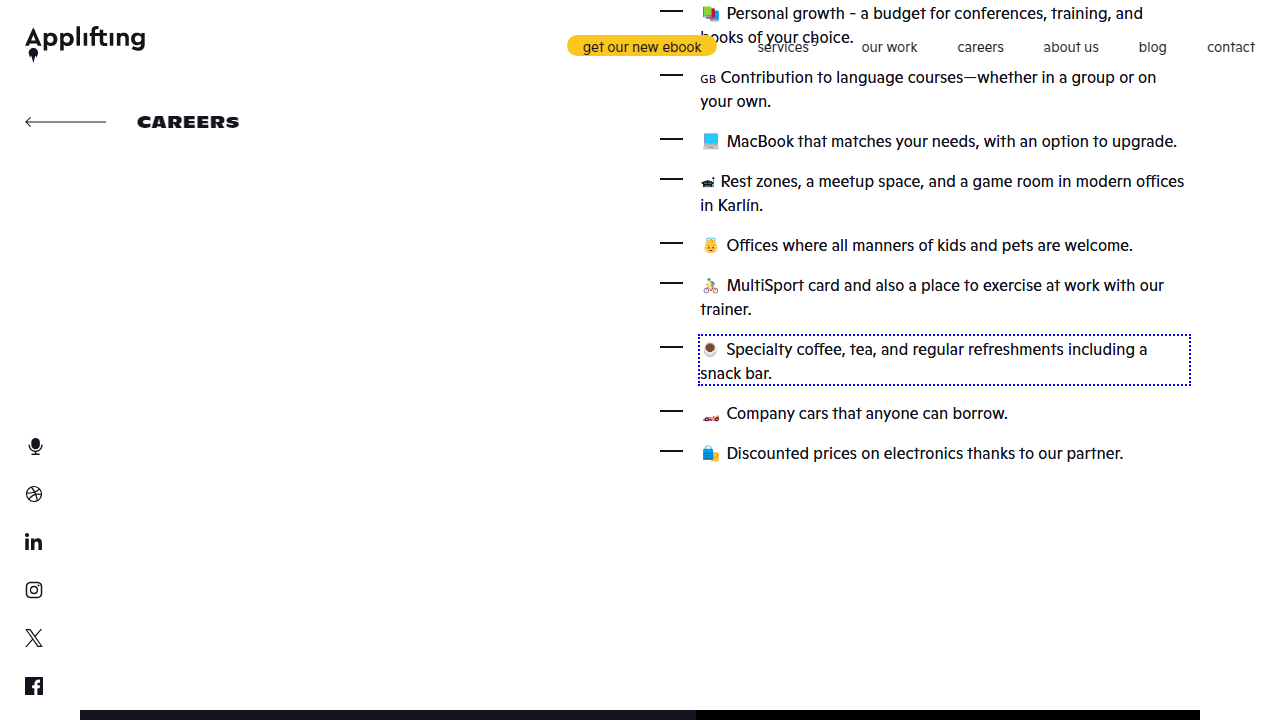 Applifting
📚 Personal growth - a budget for conferences, training, and
books of your choice.
get our new ebook
services
our work
careers
about us
blog
contact
CAREERS
GB Contribution to language courses—whether in a group or on
your own.
💻 MacBook that matches your needs, with an option to upgrade.
🛋 Rest zones, a meetup space, and a game room in modern offices
in Karlín.
👼 Offices where all manners of kids and pets are welcome.
🚴 MultiSport card and also a place to exercise at work with our
trainer.
☕ Specialty coffee, tea, and regular refreshments including a
snack bar.
🏎 Company cars that anyone can borrow.
🛍 Discounted prices on electronics thanks to our partner.